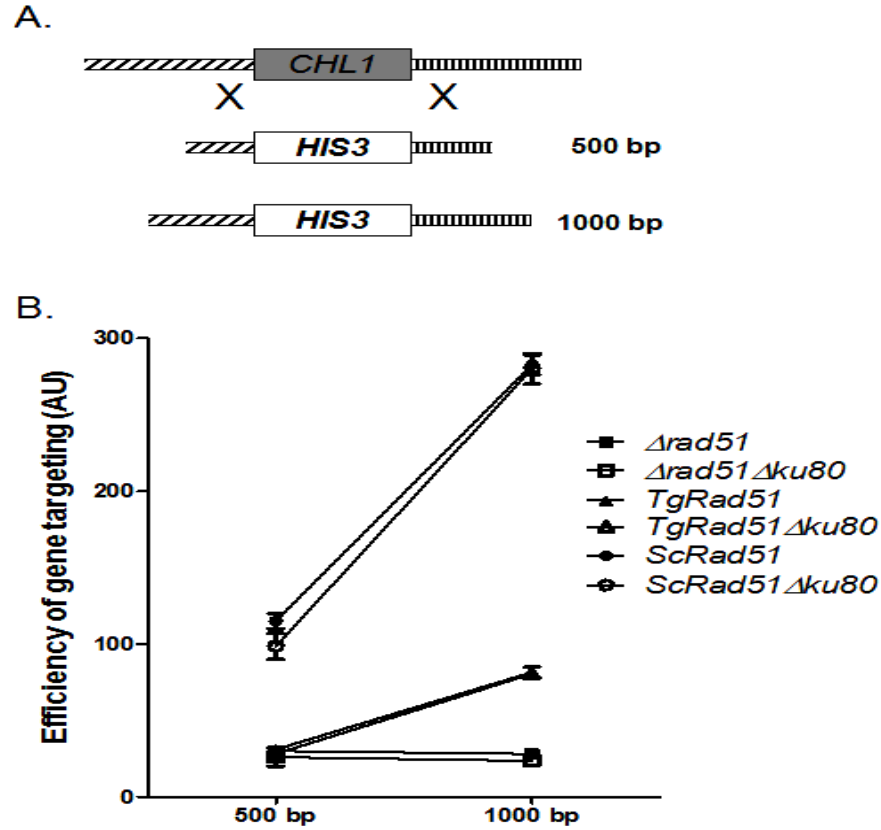 A.
CHL1
X X
HIS3 500 bp
HIS3 1000 bp
B.
Efficiency of gene targeting (AU)
300
200
100
0
500 bp 1000 bp
Δrad51
Δrad51Δku80
TgRad51
TgRad51Δku80
ScRad51
ScRad51Δku80